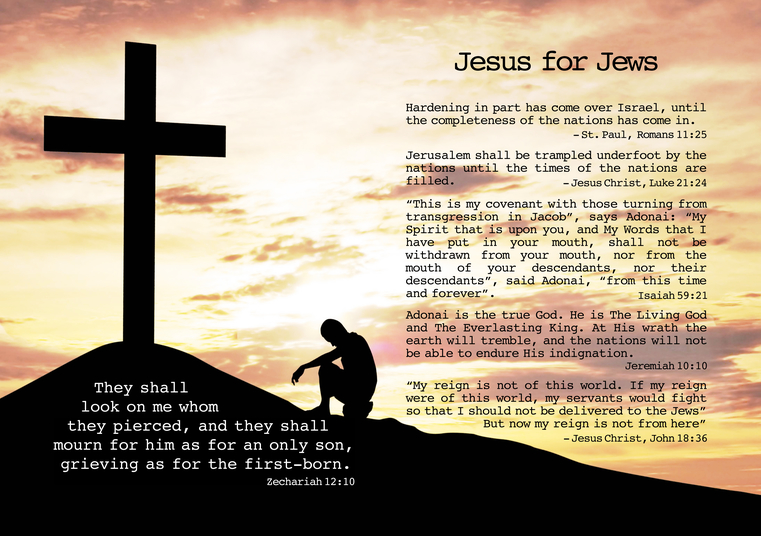 Jesus for Jews
Hardening in part has come over Israel, until
the completeness of the nations has come in.
– St. Paul, Romans 11:25
Jerusalem shall be trampled underfoot by the
nations until the times of the nations are
filled. – Jesus Christ, Luke 21:24
“This is my covenant with those turning from
transgression in Jacob”, says Adonai: “My
Spirit that is upon you, and My Words that I
have put in your mouth, shall not be
withdrawn from your mouth, nor from the
mouth of your descendants, nor their
descendants”, said Adonai, “from this time
and forever”. Isaiah 59:21
Adonai is the true God. He is The Living God
and The Everlasting King. At His wrath the
earth will tremble, and the nations will not
be able to endure His indignation.
Jeremiah 10:10
“My reign is not of this world. If my reign
were of this world, my servants would fight
so that I should not be delivered to the Jews”
But now my reign is not from here”
– Jesus Christ, John 18:36
They shall
look on me whom
they pierced, and they shall
mourn for him as for an only son,
grieving as for the first-born.
Zechariah 12:10